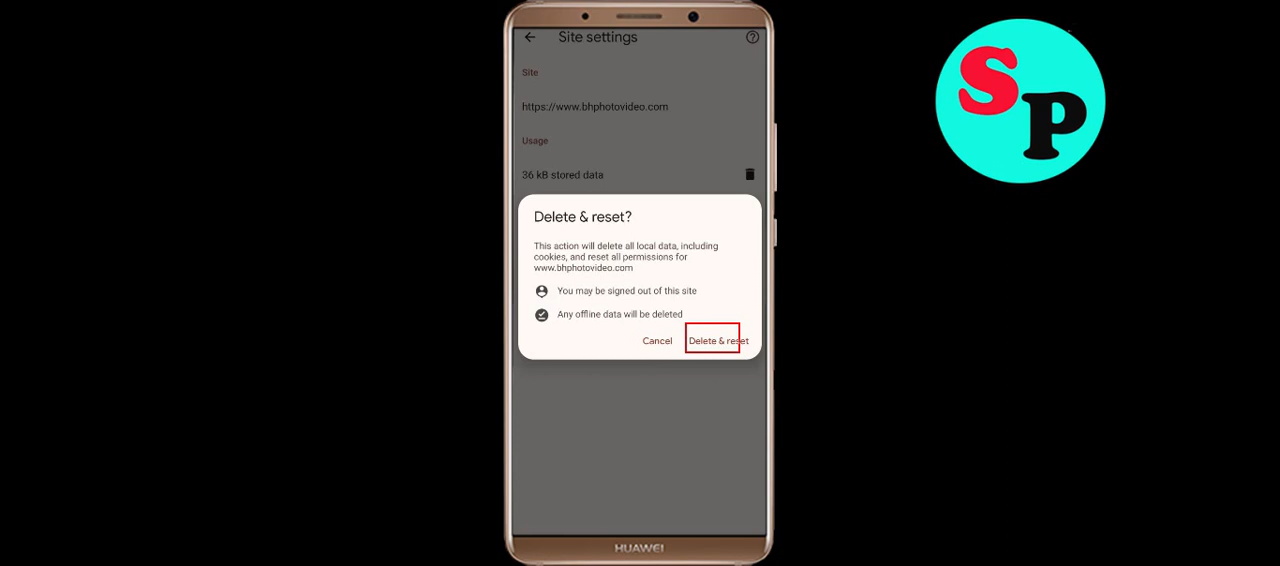 Site settings
Site
https://www.bhphotovideo.com
Usage
36 kB stored data
Delete & reset?
This action will delete all local data, including
cookies, and reset all permissions for
www.bhphotovideo.com
You may be signed out of this site
Any offline data will be deleted
Cancel Delete & reset
HUAWEI
SP